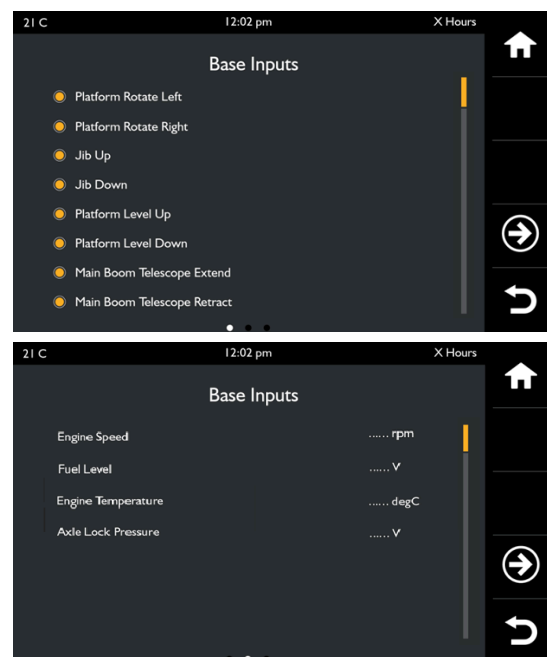 21 C 12:02 pm X Hours
Base Inputs
Platform Rotate Left
Platform Rotate Right
Jib Up
Jib Down
Platform Level Up
Platform Level Down
Main Boom Telescope Extend
Main Boom Telescope Retract
21 C 12:02 pm X Hours
Base Inputs
Engine Speed ...... rpm
Fuel Level ...... V
Engine Temperature ...... degC
Axle Lock Pressure ...... V